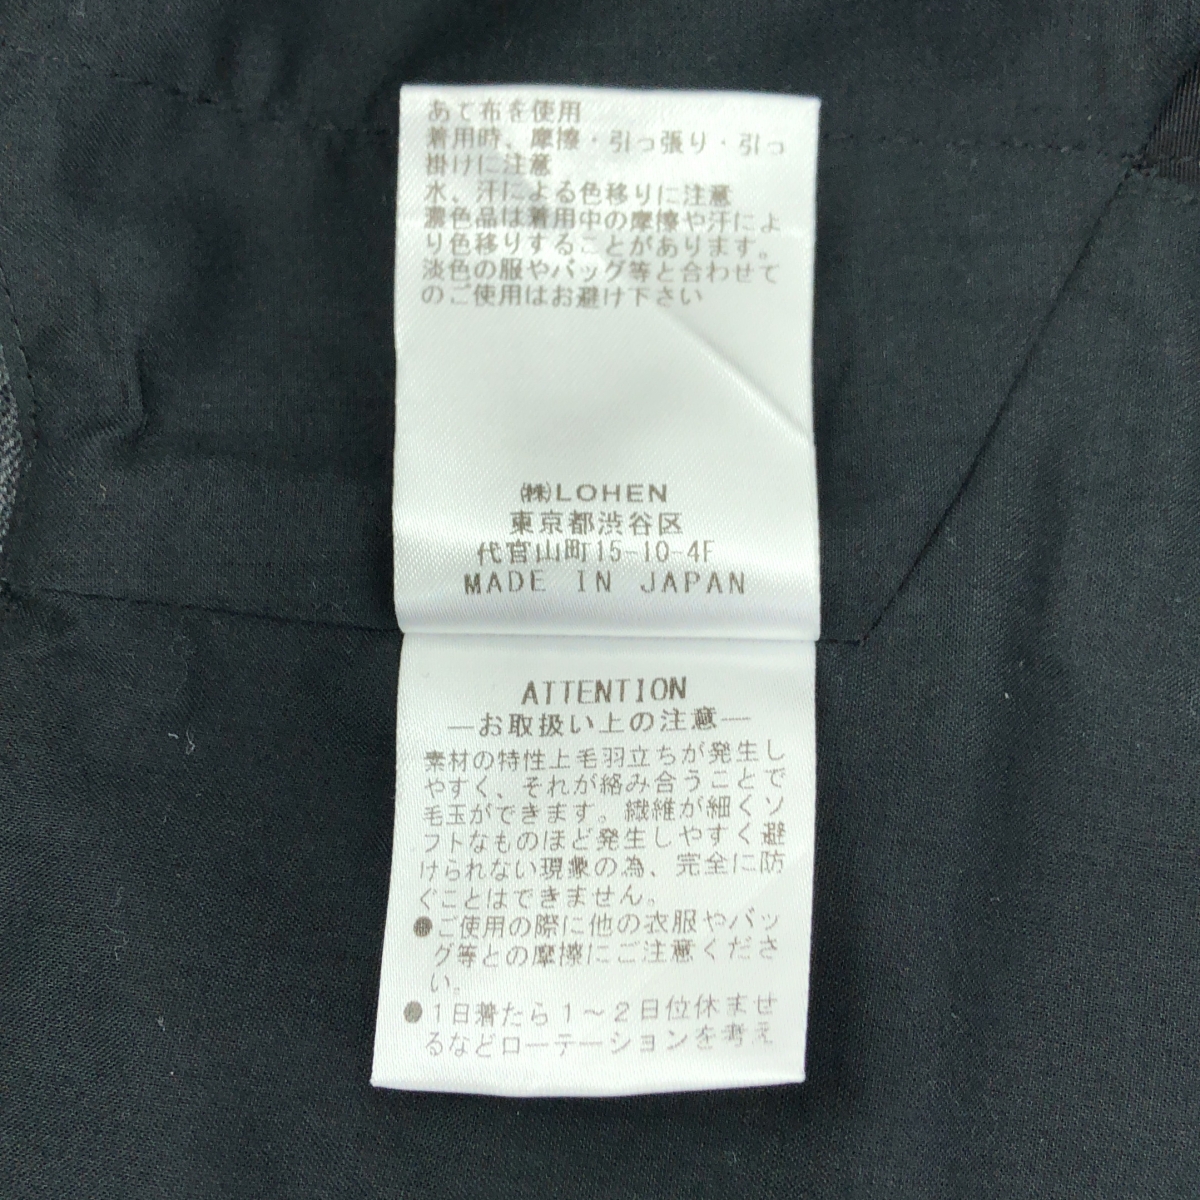 あて布を使用
着用時、摩擦・引っ張り・引っ
掛けに注意
水、汗による色移りに注意
濃色品は着用中の摩擦や汗によ
り色移りすることがあります。
淡色の服やバッグ等と合わせて
のご使用はお避け下さい
㈱LOHEN
東京都渋谷区
代官山町15-10-4F
MADE IN JAPAN
ATTENTION
―お取扱い上の注意―
素材の特性上毛羽立ちが発生し
やすく、それが絡み合うことで
毛玉ができます。繊維が細くソ
フトなものほど発生しやすく避
けられない現象の為、完全に防
ぐことはできません。
●ご使用の際に他の衣服やバッ
グ等との摩擦にご注意くださ
い。
●1日着たら1～2日位休ませ
るなどローテーションを考え